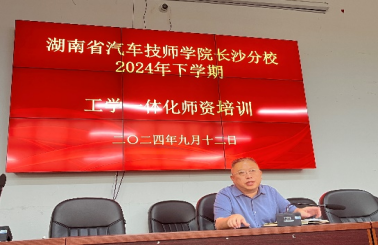 湖南省汽车技师学院长沙分校
2024年下学期
工学一体化师资培训
二〇二四年九月十二日